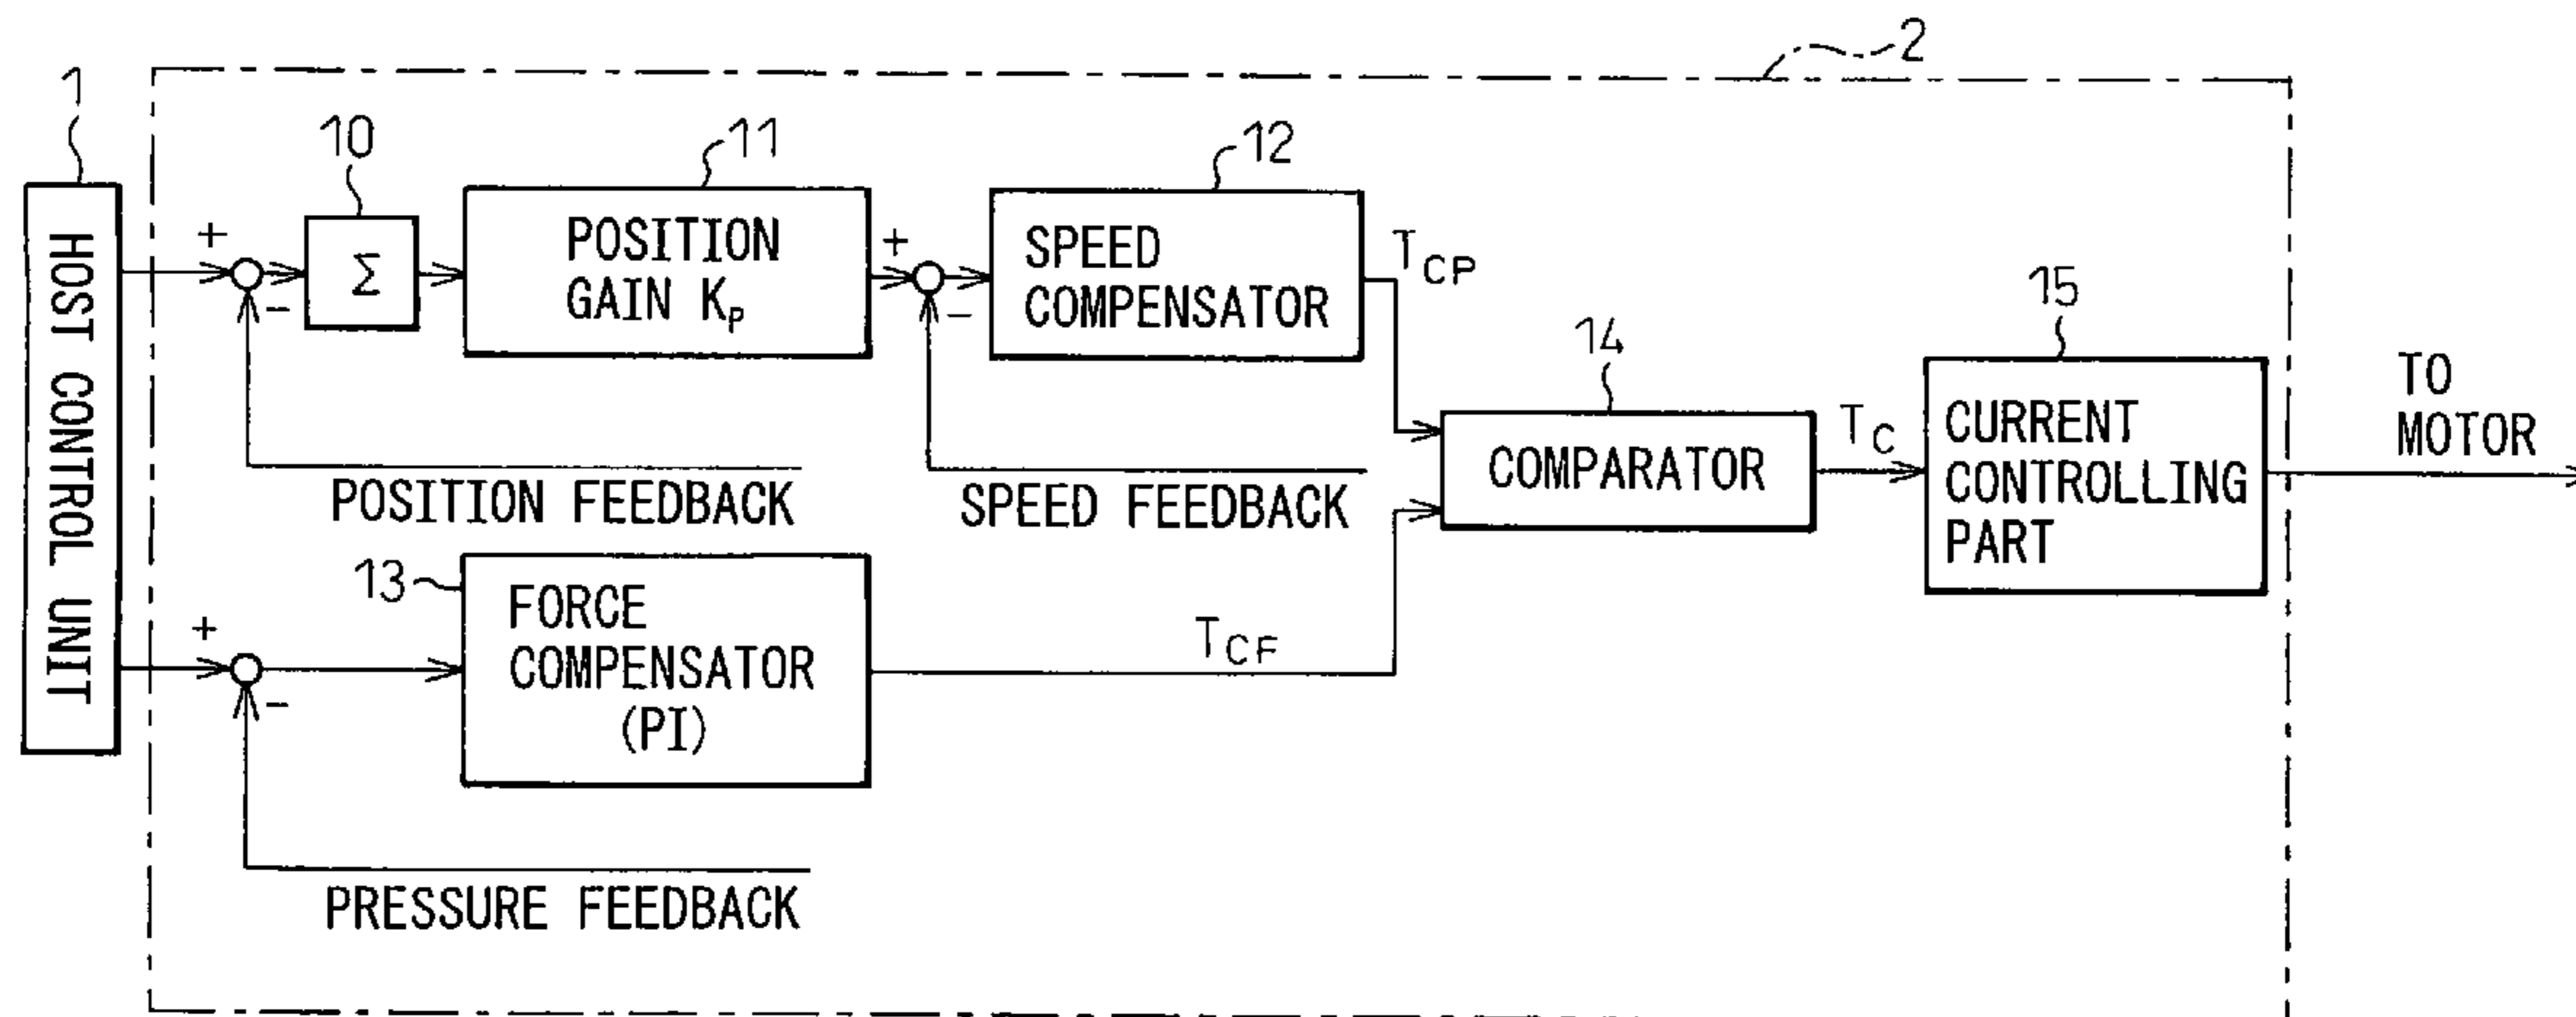 1
2
10
11
12
HOST CONTROL UNIT
+
-
Σ
POSITION
GAIN KP
+
-
SPEED
COMPENSATOR
TCP
POSITION FEEDBACK
SPEED FEEDBACK
14
COMPARATOR
TC
15
CURRENT
CONTROLLING
PART
TO
MOTOR
13
+
-
FORCE
COMPENSATOR
(PI)
TCF
PRESSURE FEEDBACK